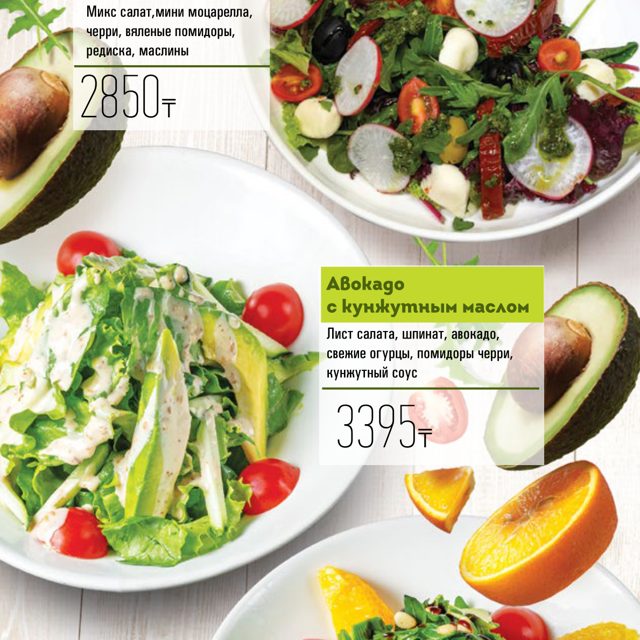 Микс салат,мини моцарелла,
черри, вяленые помидоры,
редиска, маслины
2850₸
Авокадо
с кунжутным маслом
Лист салата, шпинат, авокадо,
свежие огурцы, помидоры черри,
кунжутный соус
3395₸